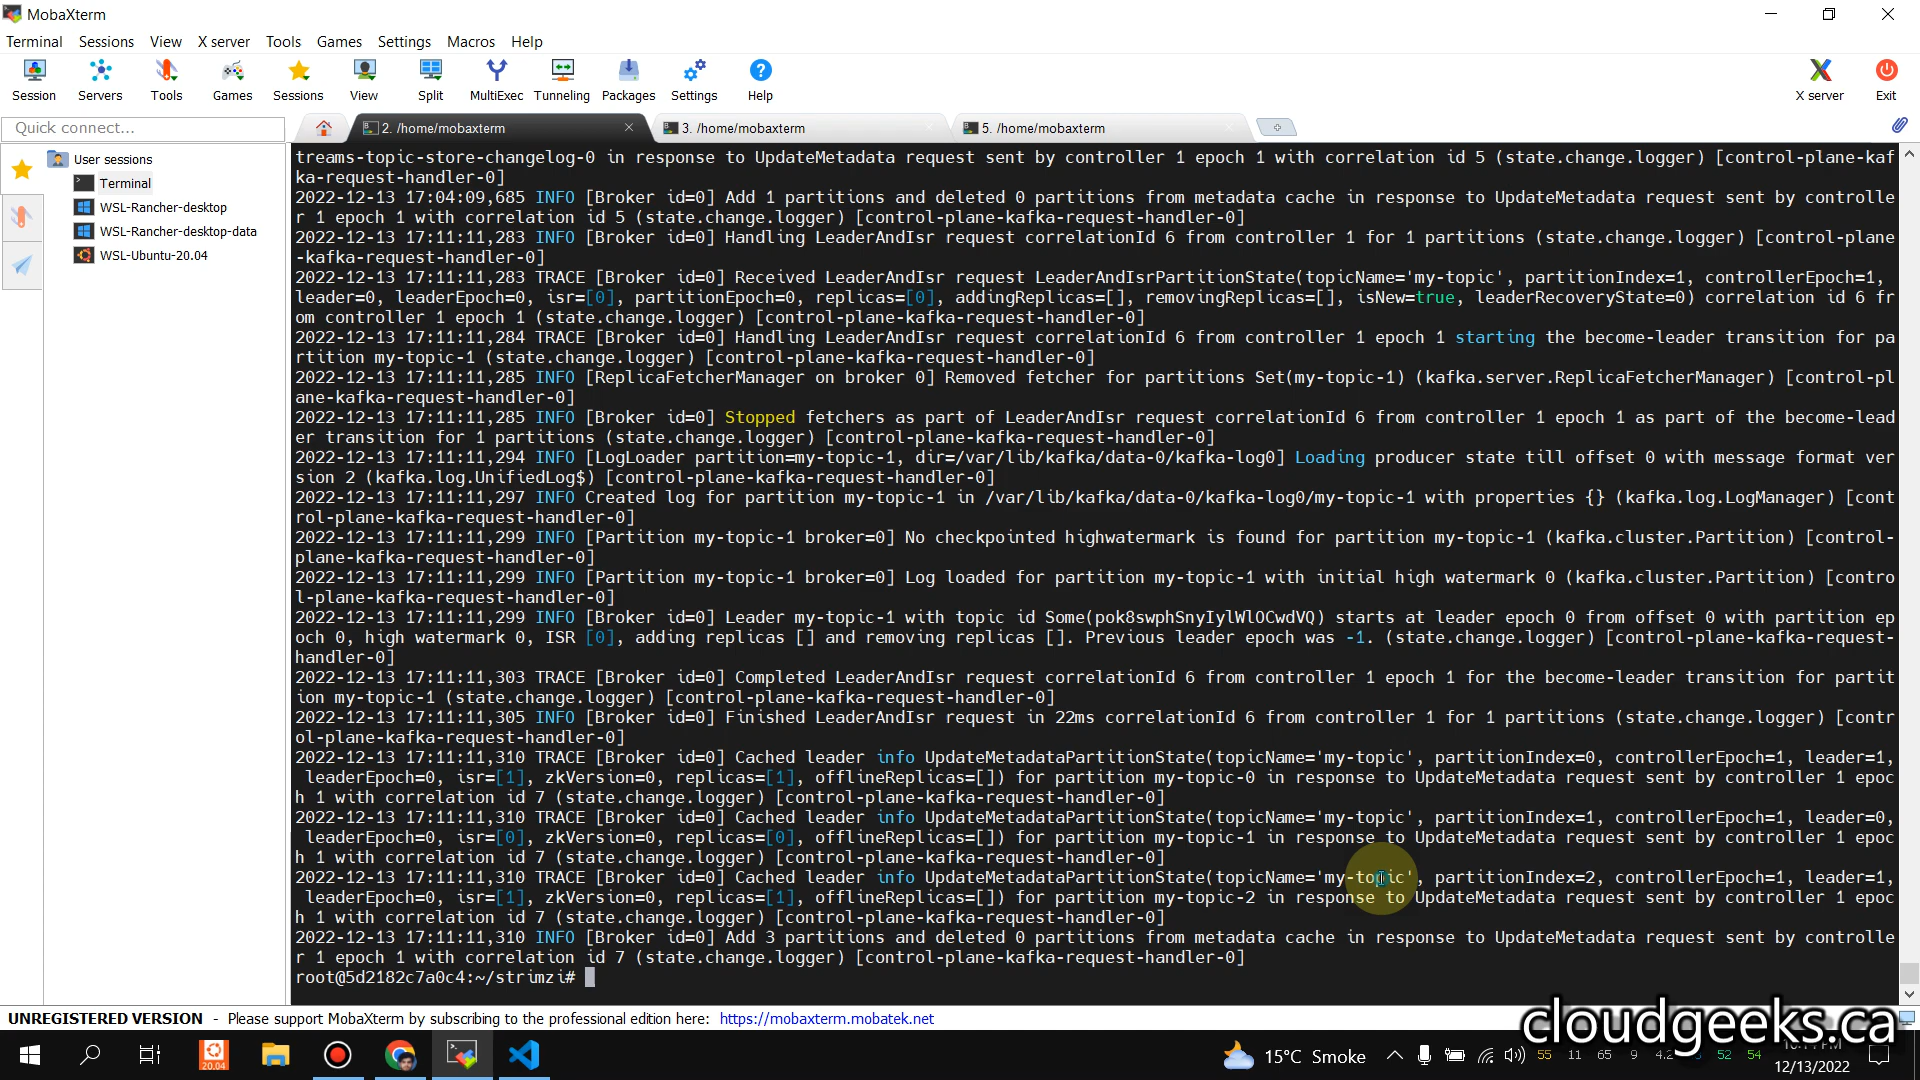 MobaXterm
Terminal Sessions View X server Tools Games Settings Macros Help
Session Servers Tools Games Sessions View Split MultiExec Tunneling Packages Settings Help X server Exit
Quick connect... 2. /home/mobaxterm 3. /home/mobaxterm 5. /home/mobaxterm
User sessions
Terminal
WSL-Rancher-desktop
WSL-Rancher-desktop-data
WSL-Ubuntu-20.04
treams-topic-store-changelog-0 in response to UpdateMetadata request sent by controller 1 epoch 1 with correlation id 5 (state.change.logger) [control-plane-kaf
ka-request-handler-0]
2022-12-13 17:04:09,685 INFO [Broker id=0] Add 1 partitions and deleted 0 partitions from metadata cache in response to UpdateMetadata request sent by controlle
r 1 epoch 1 with correlation id 5 (state.change.logger) [control-plane-kafka-request-handler-0]
2022-12-13 17:11:11,283 INFO [Broker id=0] Handling LeaderAndIsr request correlationId 6 from controller 1 for 1 partitions (state.change.logger) [control-plane
-kafka-request-handler-0]
2022-12-13 17:11:11,283 TRACE [Broker id=0] Received LeaderAndIsr request LeaderAndIsrPartitionState(topicName='my-topic', partitionIndex=1, controllerEpoch=1,
leader=0, leaderEpoch=0, isr=[0], partitionEpoch=0, replicas=[0], addingReplicas=[], removingReplicas=[], isNew=true, leaderRecoveryState=0) correlation id 6 fr
om controller 1 epoch 1 (state.change.logger) [control-plane-kafka-request-handler-0]
2022-12-13 17:11:11,284 TRACE [Broker id=0] Handling LeaderAndIsr request correlationId 6 from controller 1 epoch 1 starting the become-leader transition for pa
rtition my-topic-1 (state.change.logger) [control-plane-kafka-request-handler-0]
2022-12-13 17:11:11,285 INFO [ReplicaFetcherManager on broker 0] Removed fetcher for partitions Set(my-topic-1) (kafka.server.ReplicaFetcherManager) [control-pl
ane-kafka-request-handler-0]
2022-12-13 17:11:11,285 INFO [Broker id=0] Stopped fetchers as part of LeaderAndIsr request correlationId 6 from controller 1 epoch 1 as part of the become-lead
er transition for 1 partitions (state.change.logger) [control-plane-kafka-request-handler-0]
2022-12-13 17:11:11,294 INFO [LogLoader partition=my-topic-1, dir=/var/lib/kafka/data-0/kafka-log0] Loading producer state till offset 0 with message format ver
sion 2 (kafka.log.UnifiedLog$) [control-plane-kafka-request-handler-0]
2022-12-13 17:11:11,297 INFO Created log for partition my-topic-1 in /var/lib/kafka/data-0/kafka-log0/my-topic-1 with properties {} (kafka.log.LogManager) [cont
rol-plane-kafka-request-handler-0]
2022-12-13 17:11:11,299 INFO [Partition my-topic-1 broker=0] No checkpointed highwatermark is found for partition my-topic-1 (kafka.cluster.Partition) [control-
plane-kafka-request-handler-0]
2022-12-13 17:11:11,299 INFO [Partition my-topic-1 broker=0] Log loaded for partition my-topic-1 with initial high watermark 0 (kafka.cluster.Partition) [contro
l-plane-kafka-request-handler-0]
2022-12-13 17:11:11,299 INFO [Broker id=0] Leader my-topic-1 with topic id Some(pok8swphSnyIylWlOCwdVQ) starts at leader epoch 0 from offset 0 with partition ep
och 0, high watermark 0, ISR [0], adding replicas [] and removing replicas []. Previous leader epoch was -1. (state.change.logger) [control-plane-kafka-request-
handler-0]
2022-12-13 17:11:11,303 TRACE [Broker id=0] Completed LeaderAndIsr request correlationId 6 from controller 1 epoch 1 for the become-leader transition for partit
ion my-topic-1 (state.change.logger) [control-plane-kafka-request-handler-0]
2022-12-13 17:11:11,305 INFO [Broker id=0] Finished LeaderAndIsr request in 22ms correlationId 6 from controller 1 for 1 partitions (state.change.logger) [contr
ol-plane-kafka-request-handler-0]
2022-12-13 17:11:11,310 TRACE [Broker id=0] Cached leader info UpdateMetadataPartitionState(topicName='my-topic', partitionIndex=0, controllerEpoch=1, leader=1,
leaderEpoch=0, isr=[1], zkVersion=0, replicas=[1], offlineReplicas=[]) for partition my-topic-0 in response to UpdateMetadata request sent by controller 1 epoc
h 1 with correlation id 7 (state.change.logger) [control-plane-kafka-request-handler-0]
2022-12-13 17:11:11,310 TRACE [Broker id=0] Cached leader info UpdateMetadataPartitionState(topicName='my-topic', partitionIndex=1, controllerEpoch=1, leader=0,
leaderEpoch=0, isr=[0], zkVersion=0, replicas=[0], offlineReplicas=[]) for partition my-topic-1 in response to UpdateMetadata request sent by controller 1 epoc
h 1 with correlation id 7 (state.change.logger) [control-plane-kafka-request-handler-0]
2022-12-13 17:11:11,310 TRACE [Broker id=0] Cached leader info UpdateMetadataPartitionState(topicName='my-topic', partitionIndex=2, controllerEpoch=1, leader=1,
leaderEpoch=0, isr=[1], zkVersion=0, replicas=[1], offlineReplicas=[]) for partition my-topic-2 in response to UpdateMetadata request sent by controller 1 epoc
h 1 with correlation id 7 (state.change.logger) [control-plane-kafka-request-handler-0]
2022-12-13 17:11:11,310 INFO [Broker id=0] Add 3 partitions and deleted 0 partitions from metadata cache in response to UpdateMetadata request sent by controlle
r 1 epoch 1 with correlation id 7 (state.change.logger) [control-plane-kafka-request-handler-0]
root@5d2182c7a0c4:~/strimzi#
UNREGISTERED VERSION - Please support MobaXterm by subscribing to the professional edition here: https://mobaxterm.mobatek.net
cloudgeeks.ca
20.04
15°C Smoke 55 11 65 9 4.2 52 54
12/13/2022